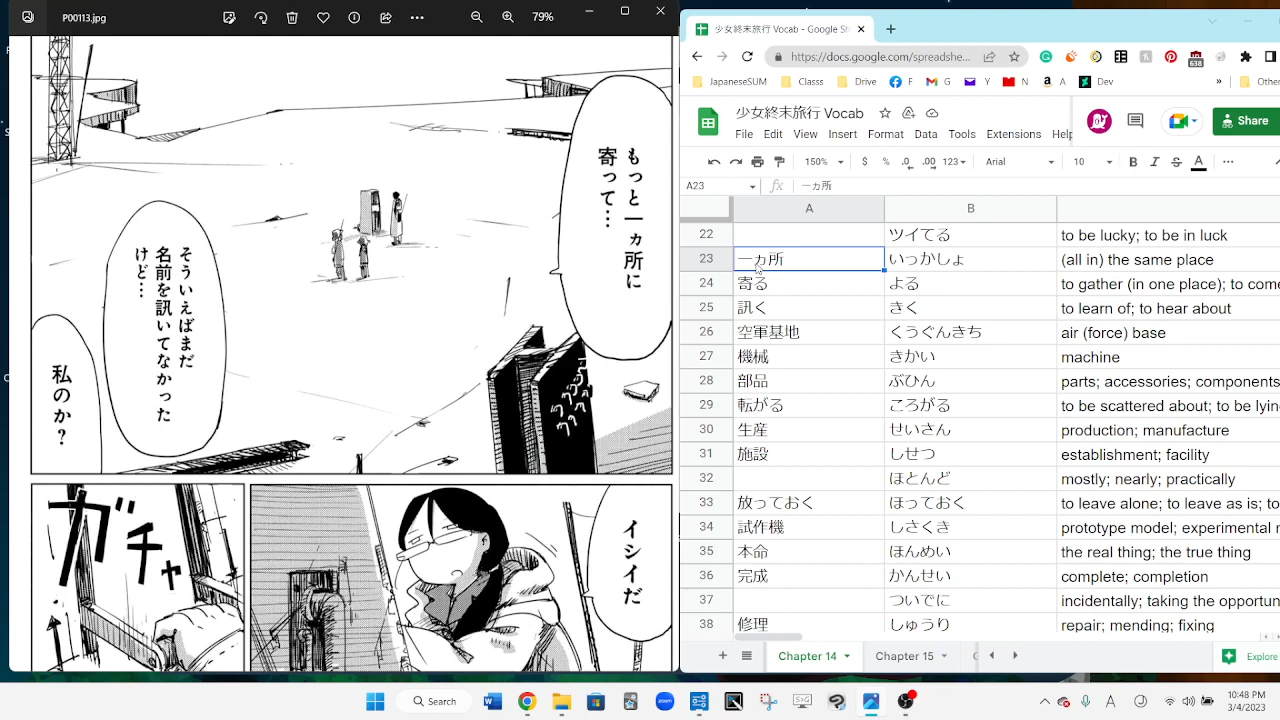 P00113.jpg
79%
もっと一ヵ所に
寄って…
そういえばまだ
名前を訊いてなかった
けど…
私のか？
イシイだ
ガチャ
少女終末旅行 Vocab - Google Sh
https://docs.google.com/spreadshe...
638
JapaneseSUM
Classs
Drive
F
G
Y
N
A
Dev
»
Other
少女終末旅行 Vocab
File Edit View Insert Format Data Tools Extensions Help
Share
150%
$ % .0 .00 123
Arial
10
B I S A
A23
fx
一ヵ所
A B
22 ツイてる to be lucky; to be in luck
23 一ヵ所 いっかしょ (all in) the same place
24 寄る よる to gather (in one place); to come
25 訊く きく to learn of; to hear about
26 空軍基地 くうぐんきち air (force) base
27 機械 きかい machine
28 部品 ぶひん parts; accessories; components
29 転がる ころがる to be scattered about; to be lyin
30 生産 せいさん production; manufacture
31 施設 しせつ establishment; facility
32 ほとんど mostly; nearly; practically
33 放っておく ほっておく to leave alone; to leave as is; to
34 試作機 しさくき prototype model; experimental m
35 本命 ほんめい the real thing; the true thing
36 完成 かんせい complete; completion
37 ついでに incidentally; taking the opportun
38 修理 しゅうり repair; mending; fixing
Chapter 14
Chapter 15
Explore
Search
10:48 PM
3/4/2023